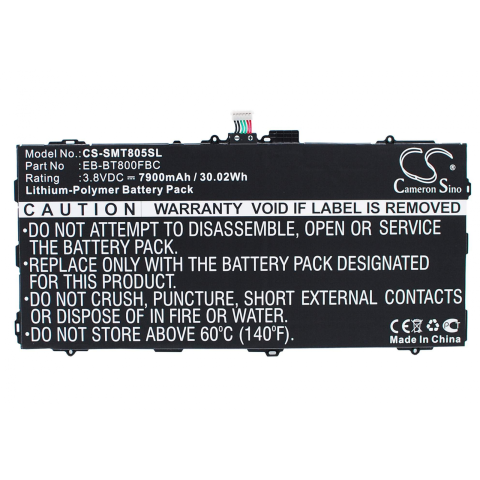 Model No.: CS-SMT805SL
Part No : EB-BT800FBC
Rating : 3.8VDC ⎓ 7900mAh / 30.02Wh
Lithium-Polymer Battery Pack
CS
Cameron Sino
CAUTION WARRANTY VOID IF LABEL IS REMOVED
•DO NOT ATTEMPT TO DISASSEMBLE, OPEN OR SERVICE
THE BATTERY PACK
•REPLACE ONLY WITH THE BATTERY PACK DESIGNATED
FOR THIS PRODUCT
•DO NOT CRUSH, PUNCTURE, SHORT EXTERNAL CONTACTS
OR DISPOSE OF IN FIRE OR WATER
•DO NOT STORE ABOVE 60°C (140°F)
CE FC
Made In China